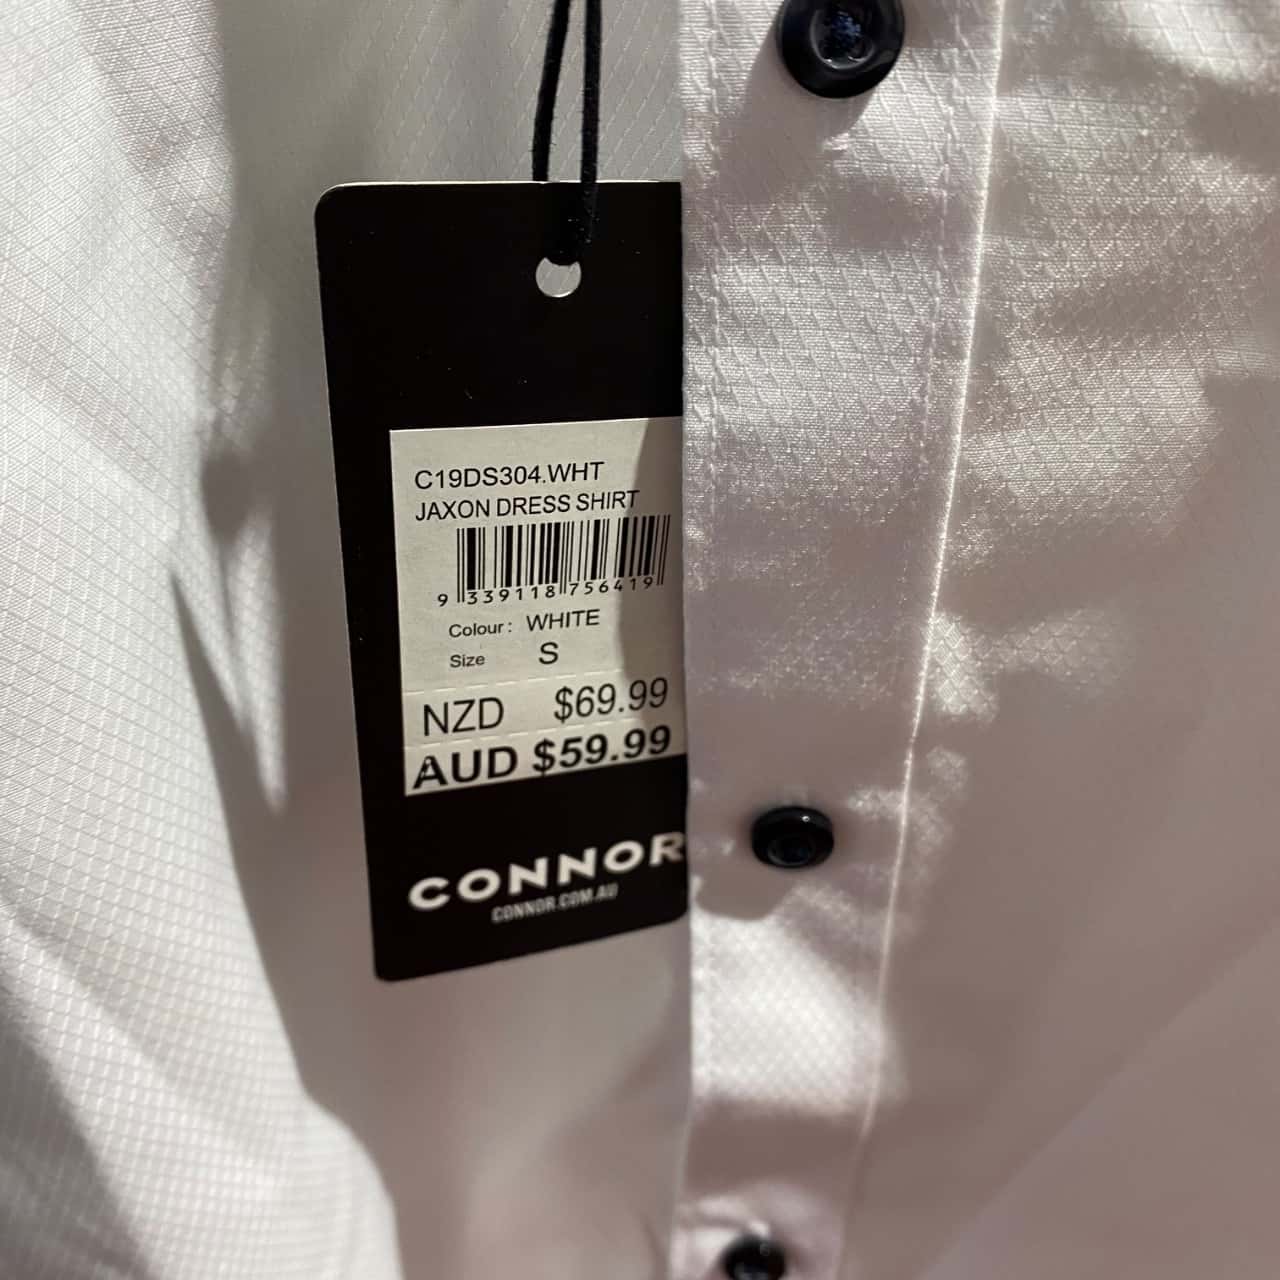 C19DS304.WHT
JAXON DRESS SHIRT
9 339118 756419
Colour : WHITE
Size S
NZD $69.99
AUD $59.99
CONNOR
CONNOR.COM.AU